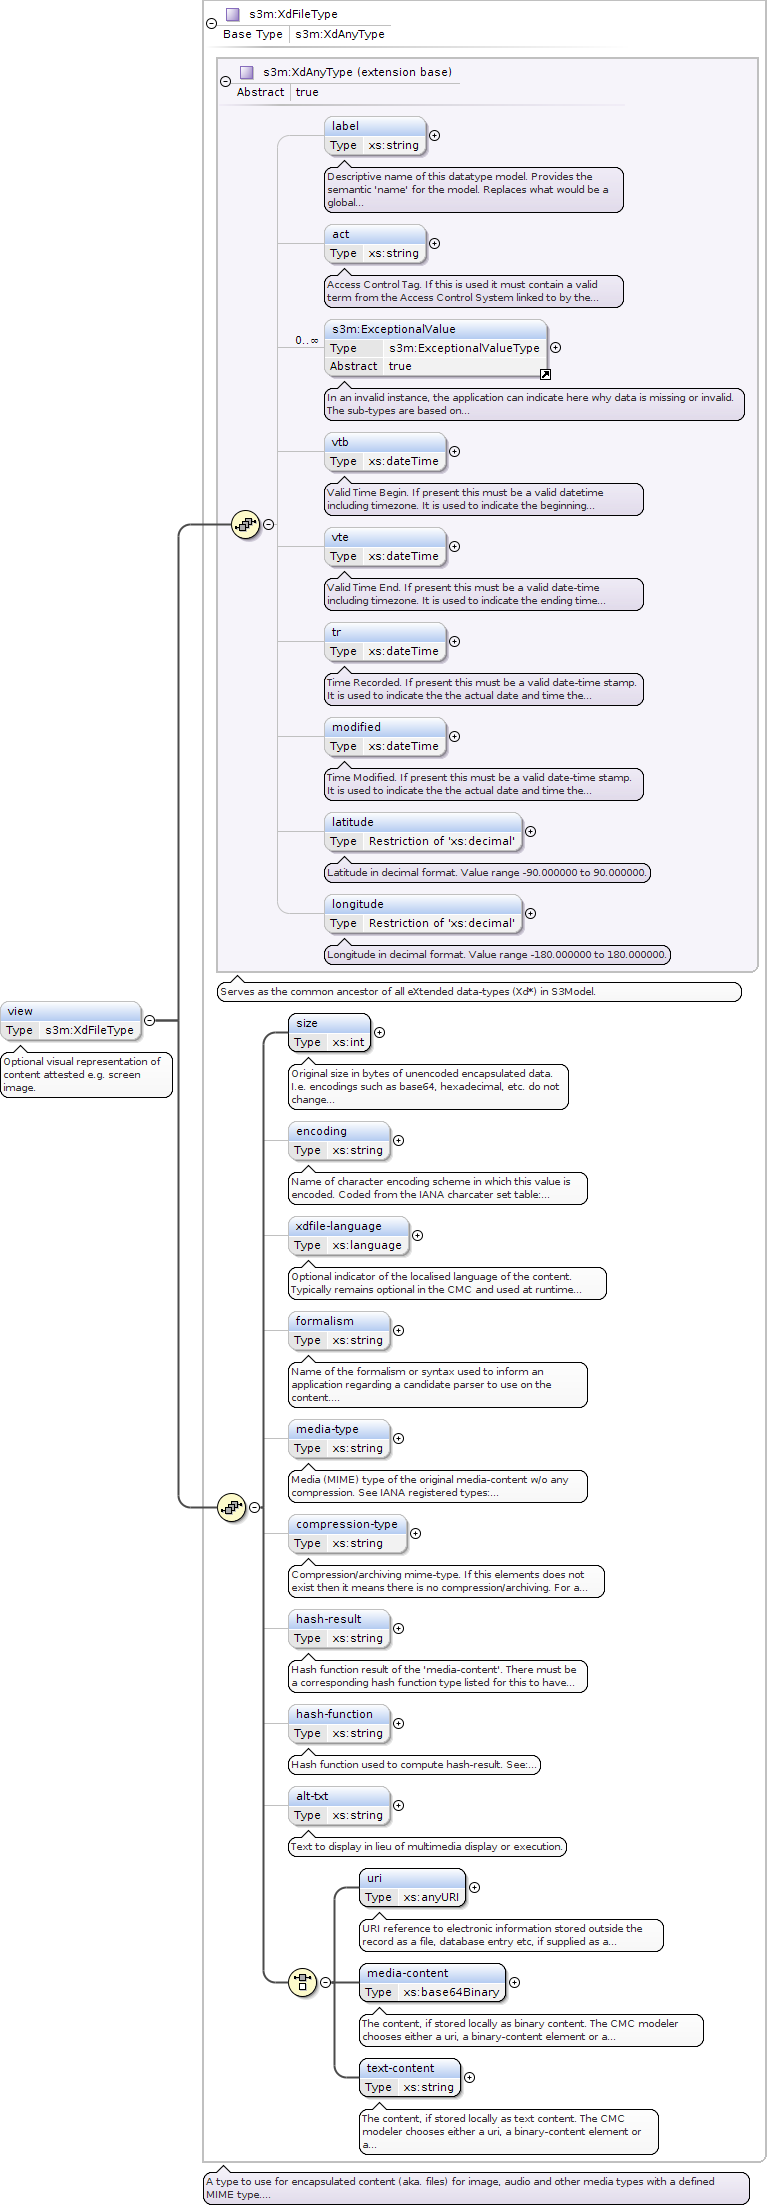 s3m:XdFileType
Base Type s3m:XdAnyType
s3m:XdAnyType (extension base)
Abstract true
label
Type xs:string
Descriptive name of this datatype model. Provides the
semantic 'name' for the model. Replaces what would be a
global...
act
Type xs:string
Access Control Tag. If this is used it must contain a valid
term from the Access Control System linked to by the...
0..∞
s3m:ExceptionalValue
Type s3m:ExceptionalValueType
Abstract true
In an invalid instance, the application can indicate here why data is missing or invalid.
The sub-types are based on...
vtb
Type xs:dateTime
Valid Time Begin. If present this must be a valid datetime
including timezone. It is used to indicate the beginning...
vte
Type xs:dateTime
Valid Time End. If present this must be a valid date-time
including timezone. It is used to indicate the ending time...
tr
Type xs:dateTime
Time Recorded. If present this must be a valid date-time stamp.
It is used to indicate the the actual date and time the...
modified
Type xs:dateTime
Time Modified. If present this must be a valid date-time stamp.
It is used to indicate the the actual date and time the...
latitude
Type Restriction of 'xs:decimal'
Latitude in decimal format. Value range -90.000000 to 90.000000.
longitude
Type Restriction of 'xs:decimal'
Longitude in decimal format. Value range -180.000000 to 180.000000.
Serves as the common ancestor of all eXtended data-types (Xd*) in S3Model.
view
Type s3m:XdFileType
Optional visual representation of
content attested e.g. screen
image.
size
Type xs:int
Original size in bytes of unencoded encapsulated data.
I.e. encodings such as base64, hexadecimal, etc. do not
change...
encoding
Type xs:string
Name of character encoding scheme in which this value is
encoded. Coded from the IANA charcater set table:...
xdfile-language
Type xs:language
Optional indicator of the localised language of the content.
Typically remains optional in the CMC and used at runtime...
formalism
Type xs:string
Name of the formalism or syntax used to inform an
application regarding a candidate parser to use on the
content....
media-type
Type xs:string
Media (MIME) type of the original media-content w/o any
compression. See IANA registered types:...
compression-type
Type xs:string
Compression/archiving mime-type. If this elements does not
exist then it means there is no compression/archiving. For a...
hash-result
Type xs:string
Hash function result of the 'media-content'. There must be
a corresponding hash function type listed for this to have...
hash-function
Type xs:string
Hash function used to compute hash-result. See:...
alt-txt
Type xs:string
Text to display in lieu of multimedia display or execution.
uri
Type xs:anyURI
URI reference to electronic information stored outside the
record as a file, database entry etc, if supplied as a...
media-content
Type xs:base64Binary
The content, if stored locally as binary content. The CMC modeler
chooses either a uri, a binary-content element or a...
text-content
Type xs:string
The content, if stored locally as text content. The CMC
modeler chooses either a uri, a binary-content element or
a...
A type to use for encapsulated content (aka. files) for image, audio and other media types with a defined
MIME type....